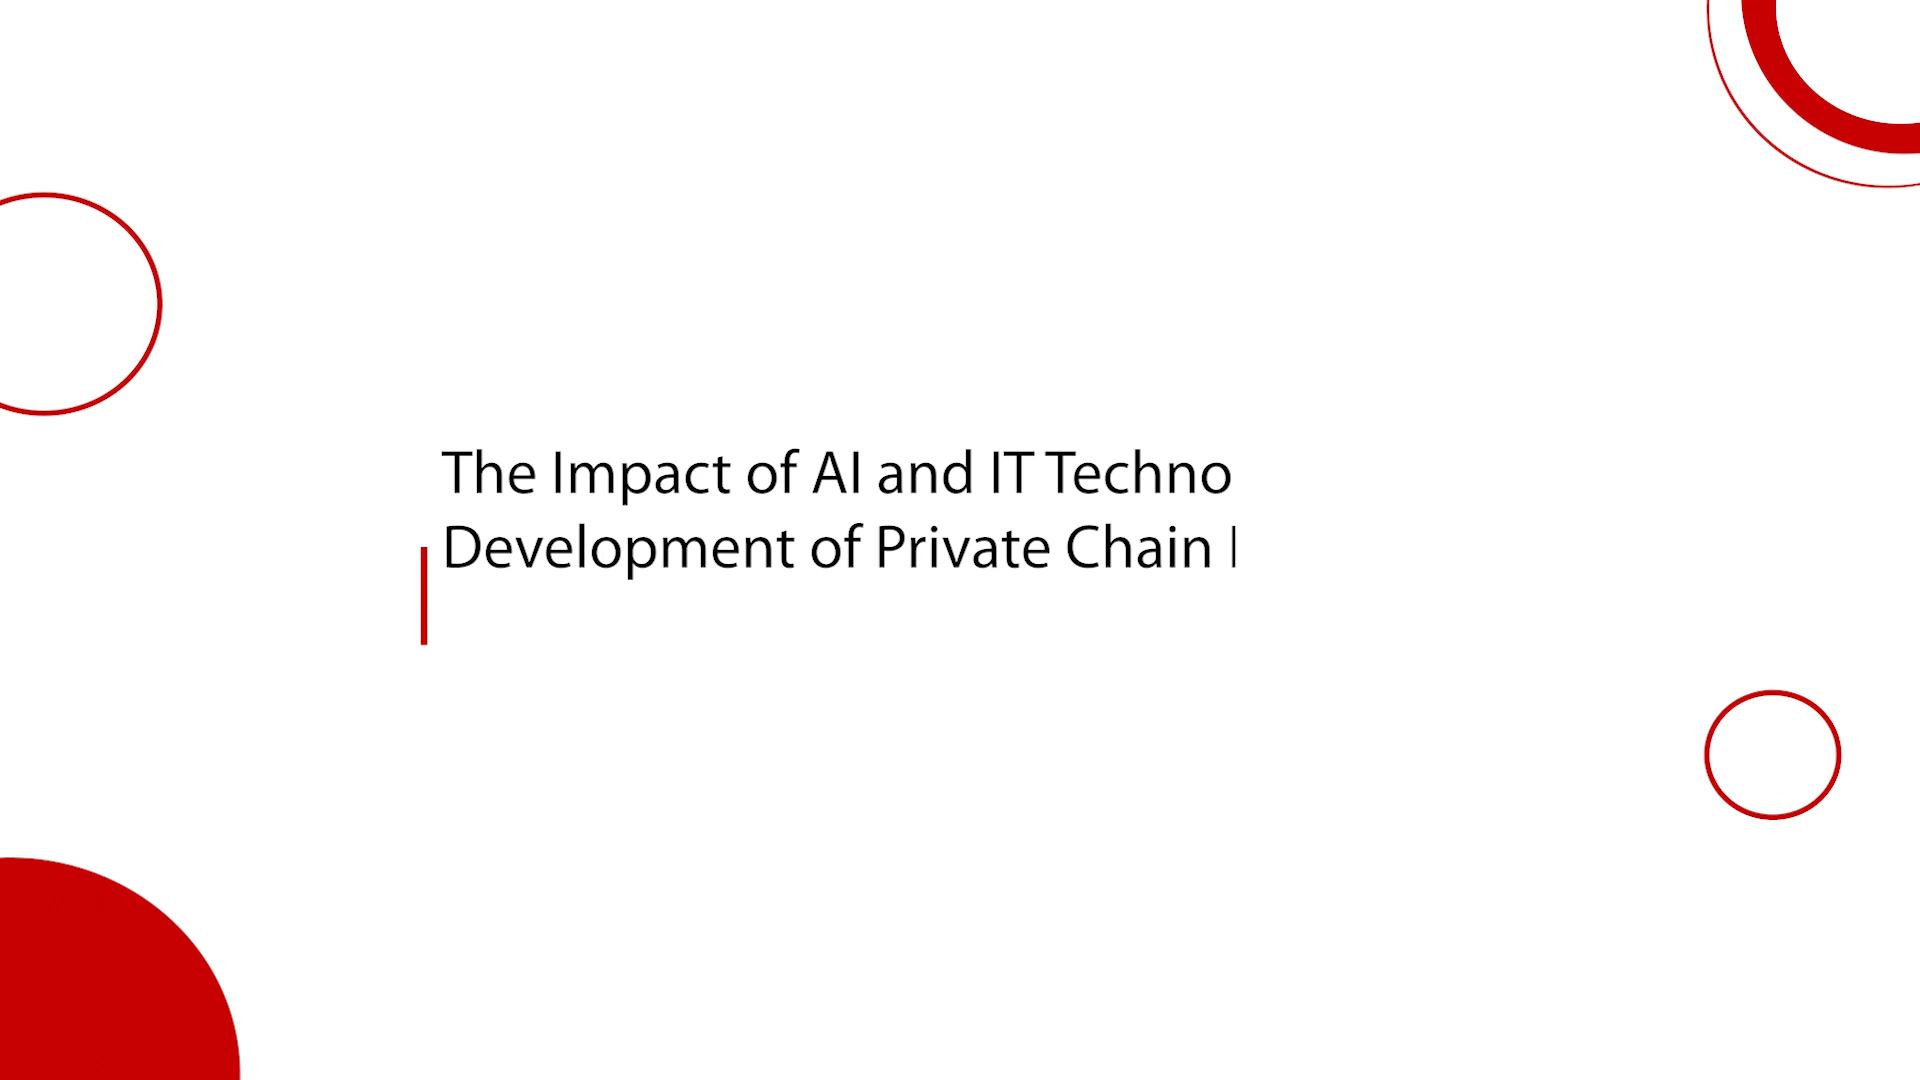 The Impact of AI and IT Techno
Development of Private Chain